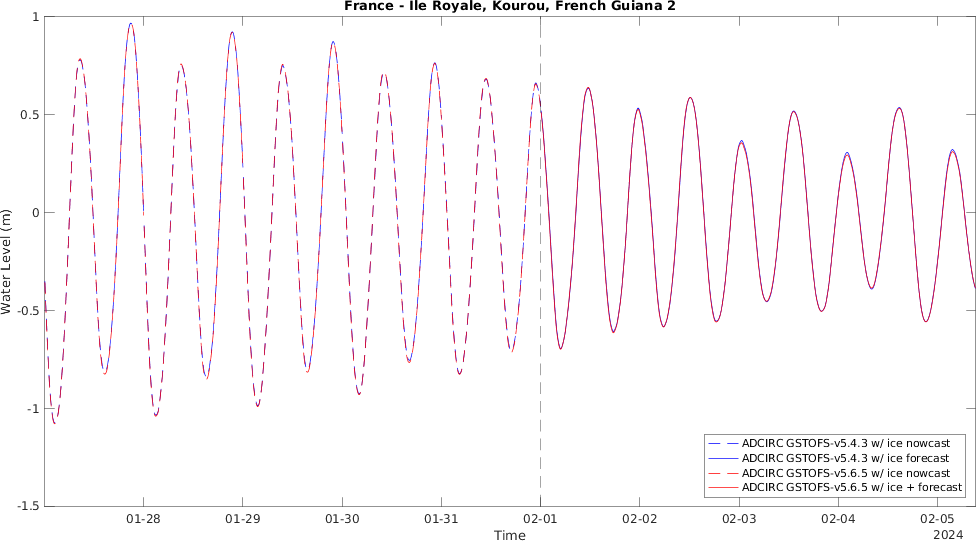 France - Ile Royale, Kourou, French Guiana 2
Water Level (m)
1
0.5
0
-0.5
-1
-1.5
01-28
01-29
01-30
01-31
02-01
02-02
02-03
02-04
02-05
Time
2024
ADCIRC GSTOFS-v5.4.3 w/ ice nowcast
ADCIRC GSTOFS-v5.4.3 w/ ice forecast
ADCIRC GSTOFS-v5.6.5 w/ ice nowcast
ADCIRC GSTOFS-v5.6.5 w/ ice + forecast